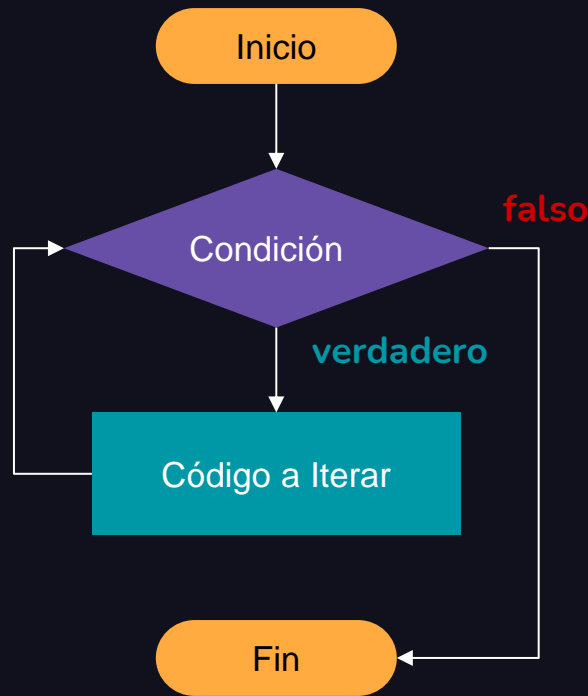 Inicio
falso
Condición
verdadero
Código a Iterar
Fin